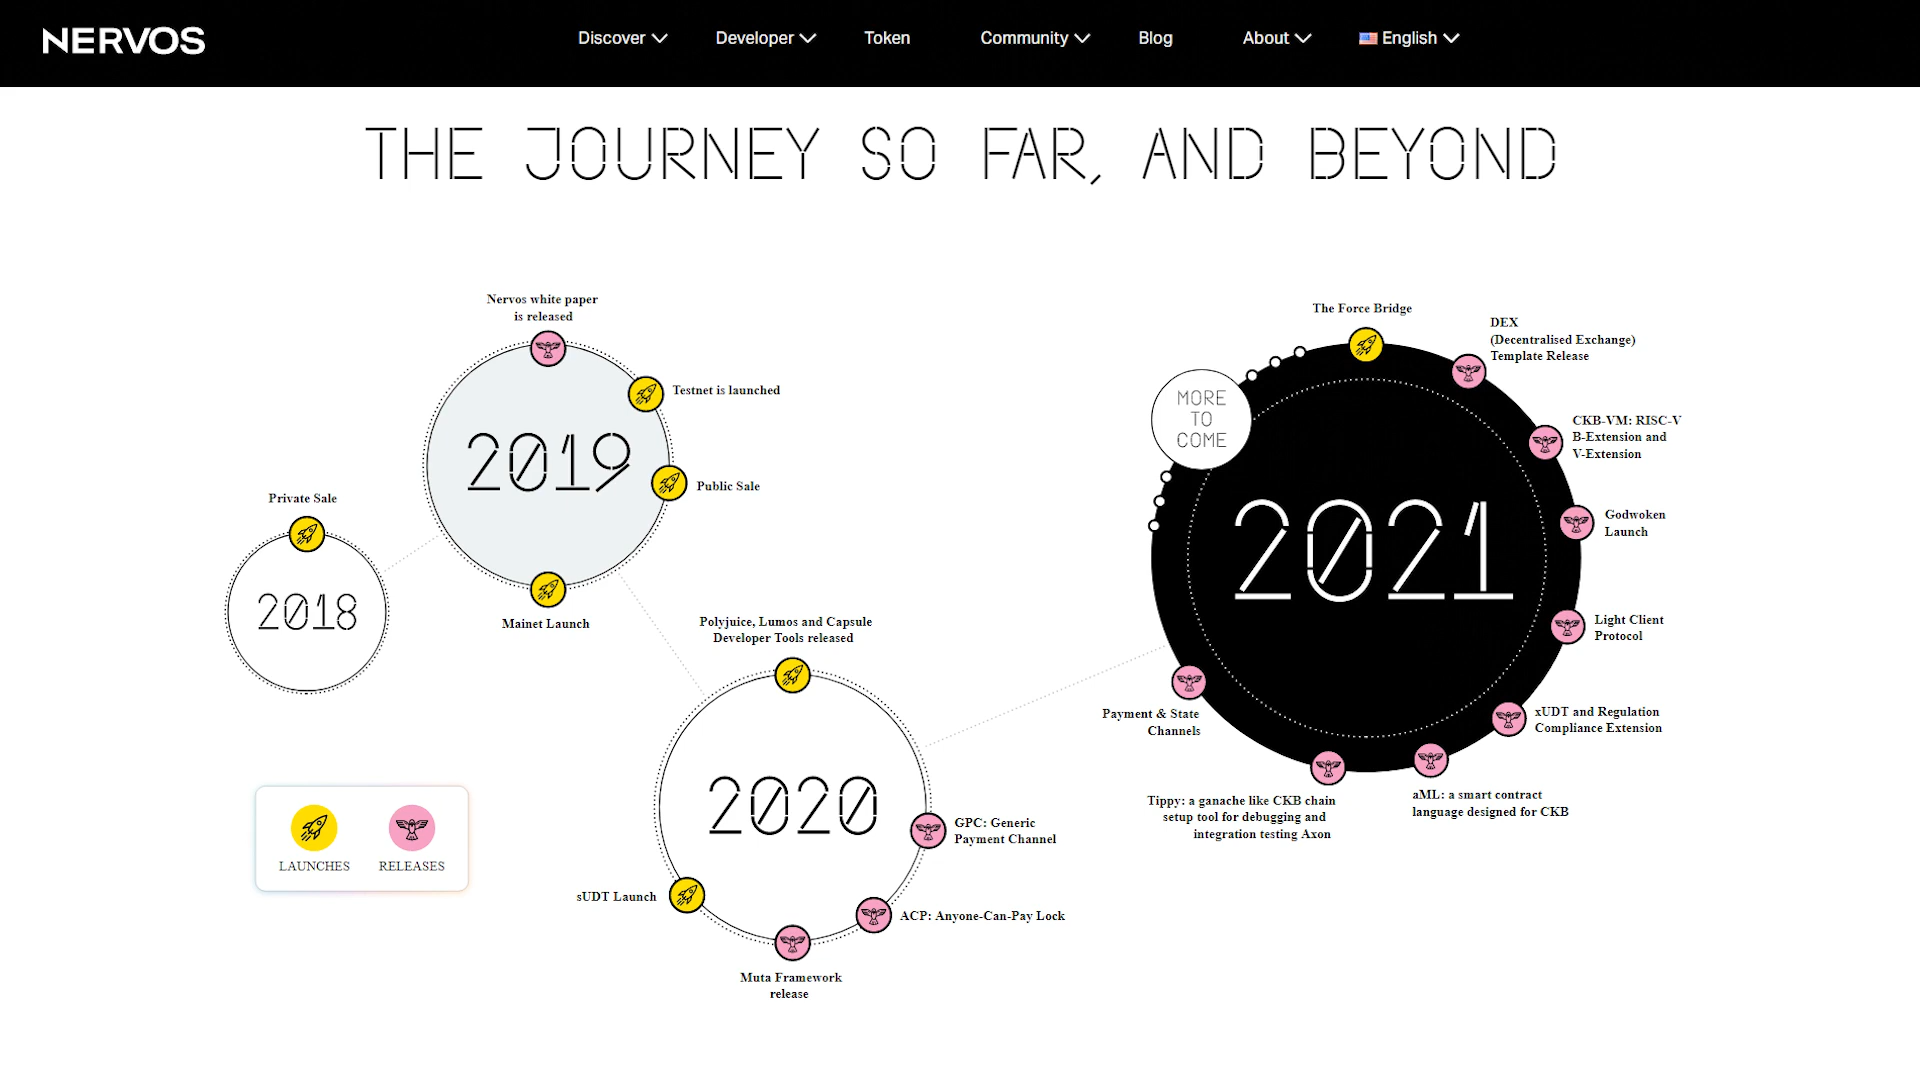 NERVOS
Discover
Developer
Token
Community
Blog
About
English
THE JOURNEY SO FAR, AND BEYOND
Private Sale
2018
Nervos white paper
is released
Testnet is launched
2019
Public Sale
Mainet Launch
Polyjuice, Lumos and Capsule
Developer Tools released
2020
GPC: Generic
Payment Channel
ACP: Anyone-Can-Pay Lock
Muta Framework
release
sUDT Launch
The Force Bridge
DEX
(Decentralised Exchange)
Template Release
CKB-VM: RISC-V
B-Extension and
V-Extension
Godwoken
Launch
Light Client
Protocol
xUDT and Regulation
Compliance Extension
aML: a smart contract
language designed for CKB
Tippy: a ganache like CKB chain
setup tool for debugging and
integration testing Axon
Payment & State
Channels
MORE
TO
COME
2021
LAUNCHES
RELEASES